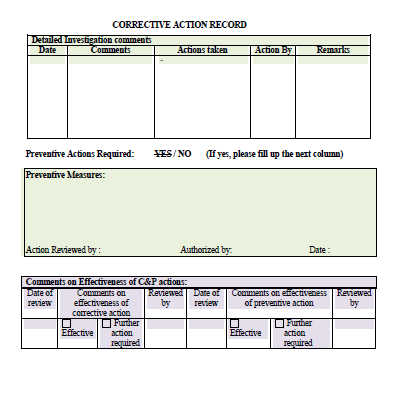 CORRECTIVE ACTION RECORD
Detailed Investigation comments
Date Comments Actions taken Action By Remarks
-
Preventive Actions Required: YES / NO (If yes, please fill up the next column)
Preventive Measures:
Action Reviewed by : Authorized by: Date :
Comments on Effectiveness of C&P actions:
Date of Comments on Reviewed Date of Comments on effectiveness Reviewed
review effectiveness of by review of preventive action by
corrective action
Further Further
Effective action Effective action
required required